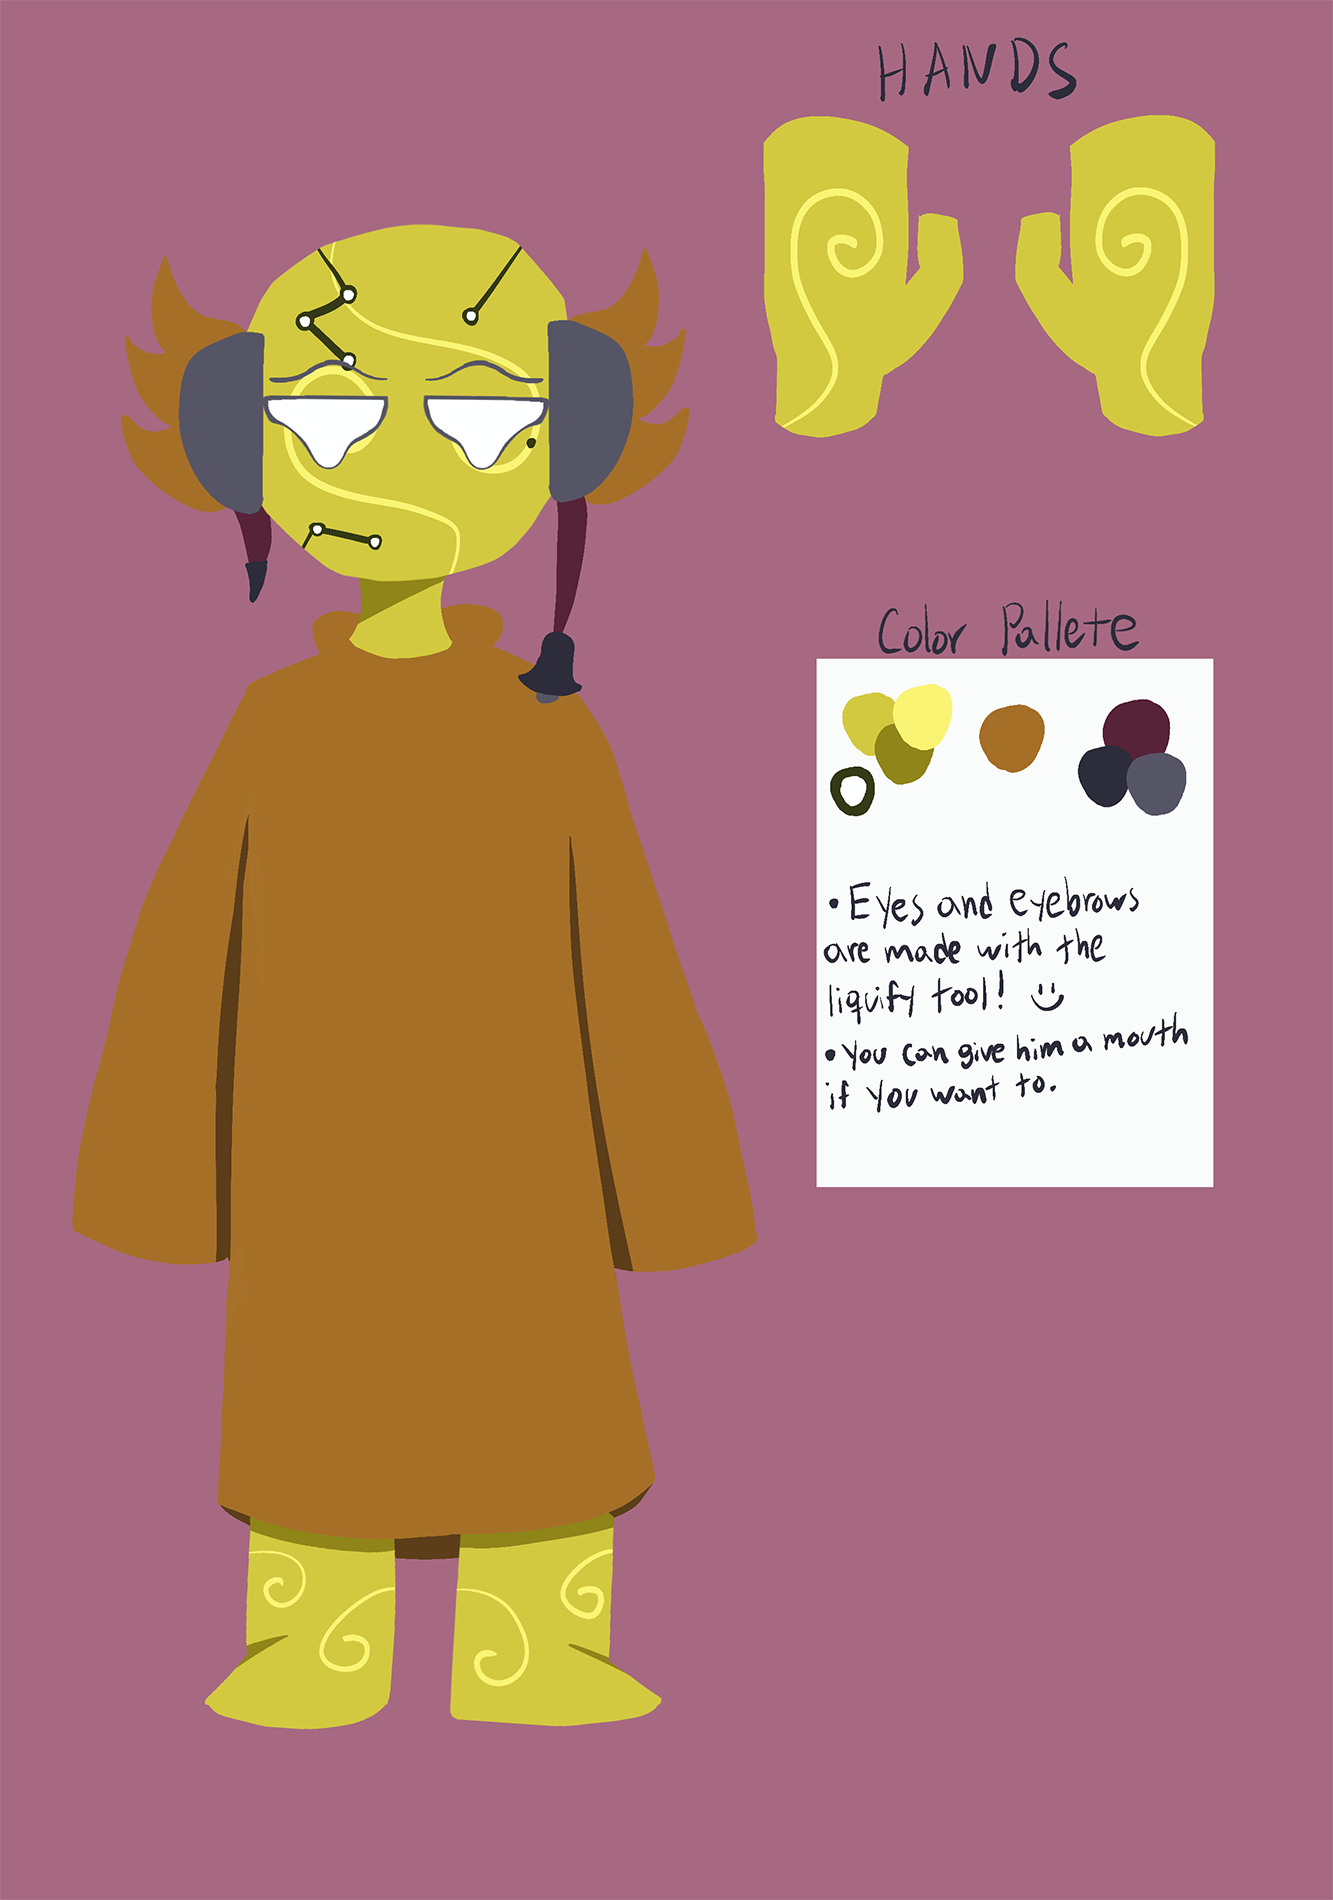 HANDS
Color Pallete
• Eyes and eyebrows
are made with the
liquify tool! :)
• You can give him a mouth
if you want to.